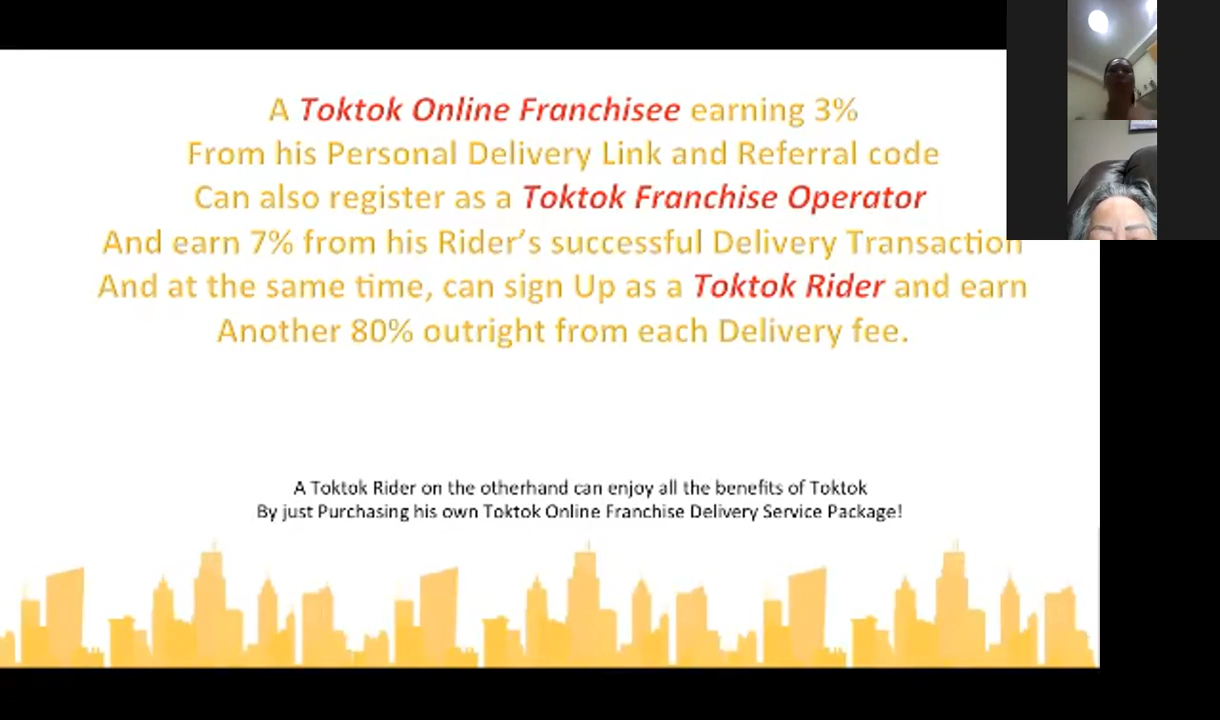 A Toktok Online Franchisee earning 3%
From his Personal Delivery Link and Referral code
Can also register as a Toktok Franchise Operator
And earn 7% from his Rider's successful Delivery Transaction
And at the same time, can sign Up as a Toktok Rider and earn
Another 80% outright from each Delivery fee.
A Toktok Rider on the otherhand can enjoy all the benefits of Toktok
By just Purchasing his own Toktok Online Franchise Delivery Service Package!